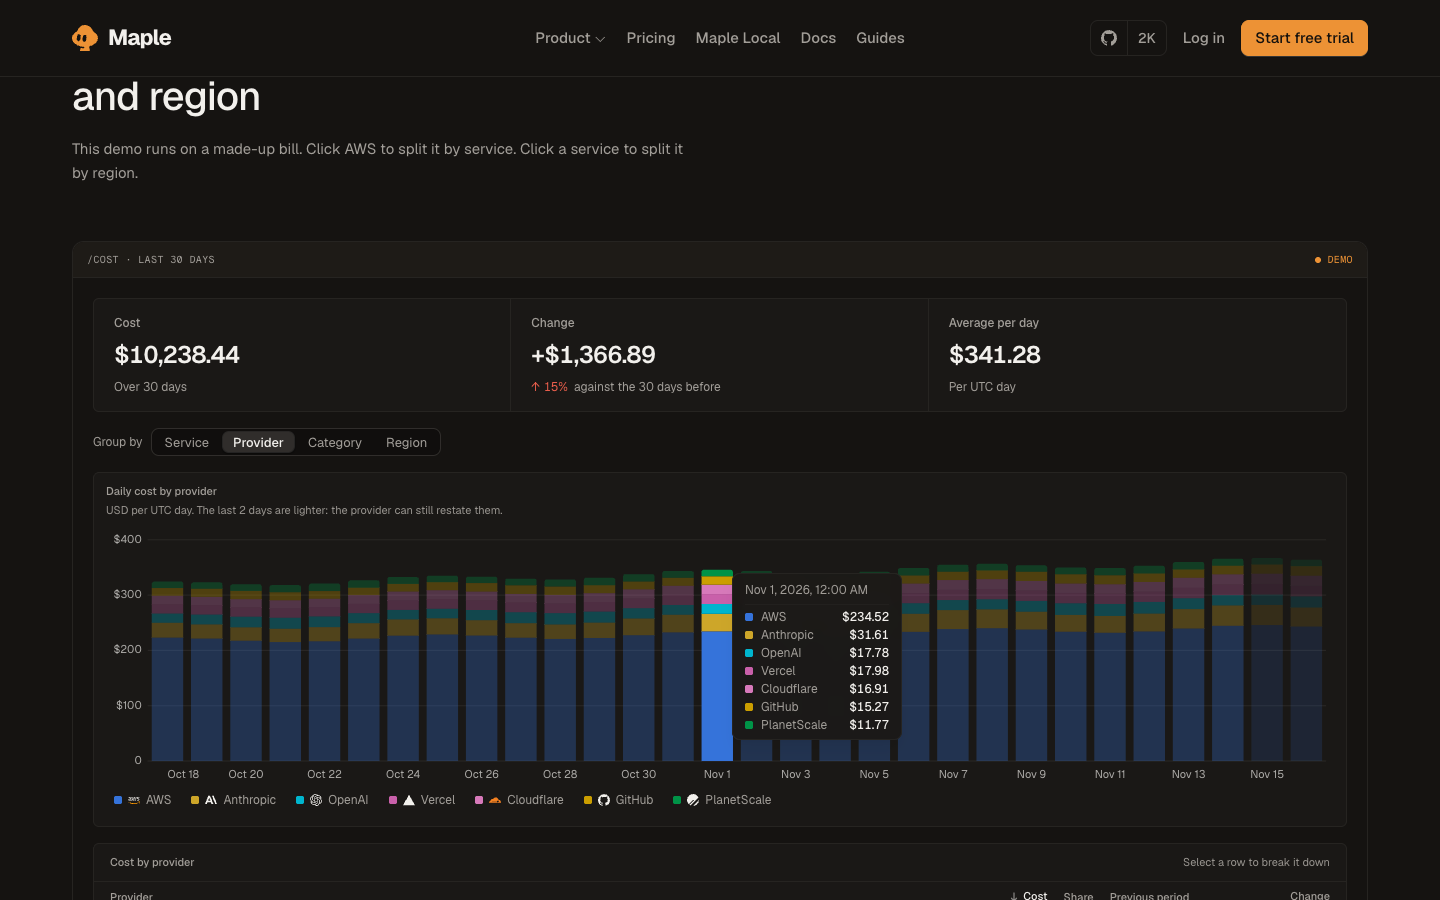 Maple
Product
Pricing
Maple Local
Docs
Guides
2K
Log in
Start free trial
and region
This demo runs on a made-up bill. Click AWS to split it by service. Click a service to split it
by region.
/COST · LAST 30 DAYS
DEMO
Cost
$10,238.44
Over 30 days
Change
+$1,366.89
↑ 15% against the 30 days before
Average per day
$341.28
Per UTC day
Group by
Service
Provider
Category
Region
Daily cost by provider
USD per UTC day. The last 2 days are lighter: the provider can still restate them.
$400
$300
$200
$100
0
Nov 1, 2026, 12:00 AM
AWS $234.52
Anthropic $31.61
OpenAI $17.78
Vercel $17.98
Cloudflare $16.91
GitHub $15.27
PlanetScale $11.77
Oct 18
Oct 20
Oct 22
Oct 24
Oct 26
Oct 28
Oct 30
Nov 1
Nov 3
Nov 5
Nov 7
Nov 9
Nov 11
Nov 13
Nov 15
aws AWS
Anthropic
OpenAI
Vercel
Cloudflare
GitHub
PlanetScale
Cost by provider
Select a row to break it down
Provider
↓ Cost
Share
Previous period
Change